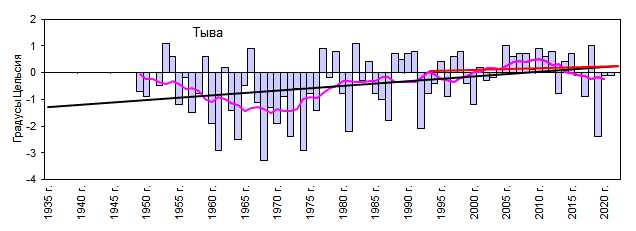 Тыва
Градусы Цельсия
2
1
0
-1
-2
-3
-4
1935 г.
1940 г.
1945 г.
1950 г.
1955 г.
1960 г.
1965 г.
1970 г.
1975 г.
1980 г.
1985 г.
1990 г.
1995 г.
2000 г.
2005 г.
2010 г.
2015 г.
2020 г.